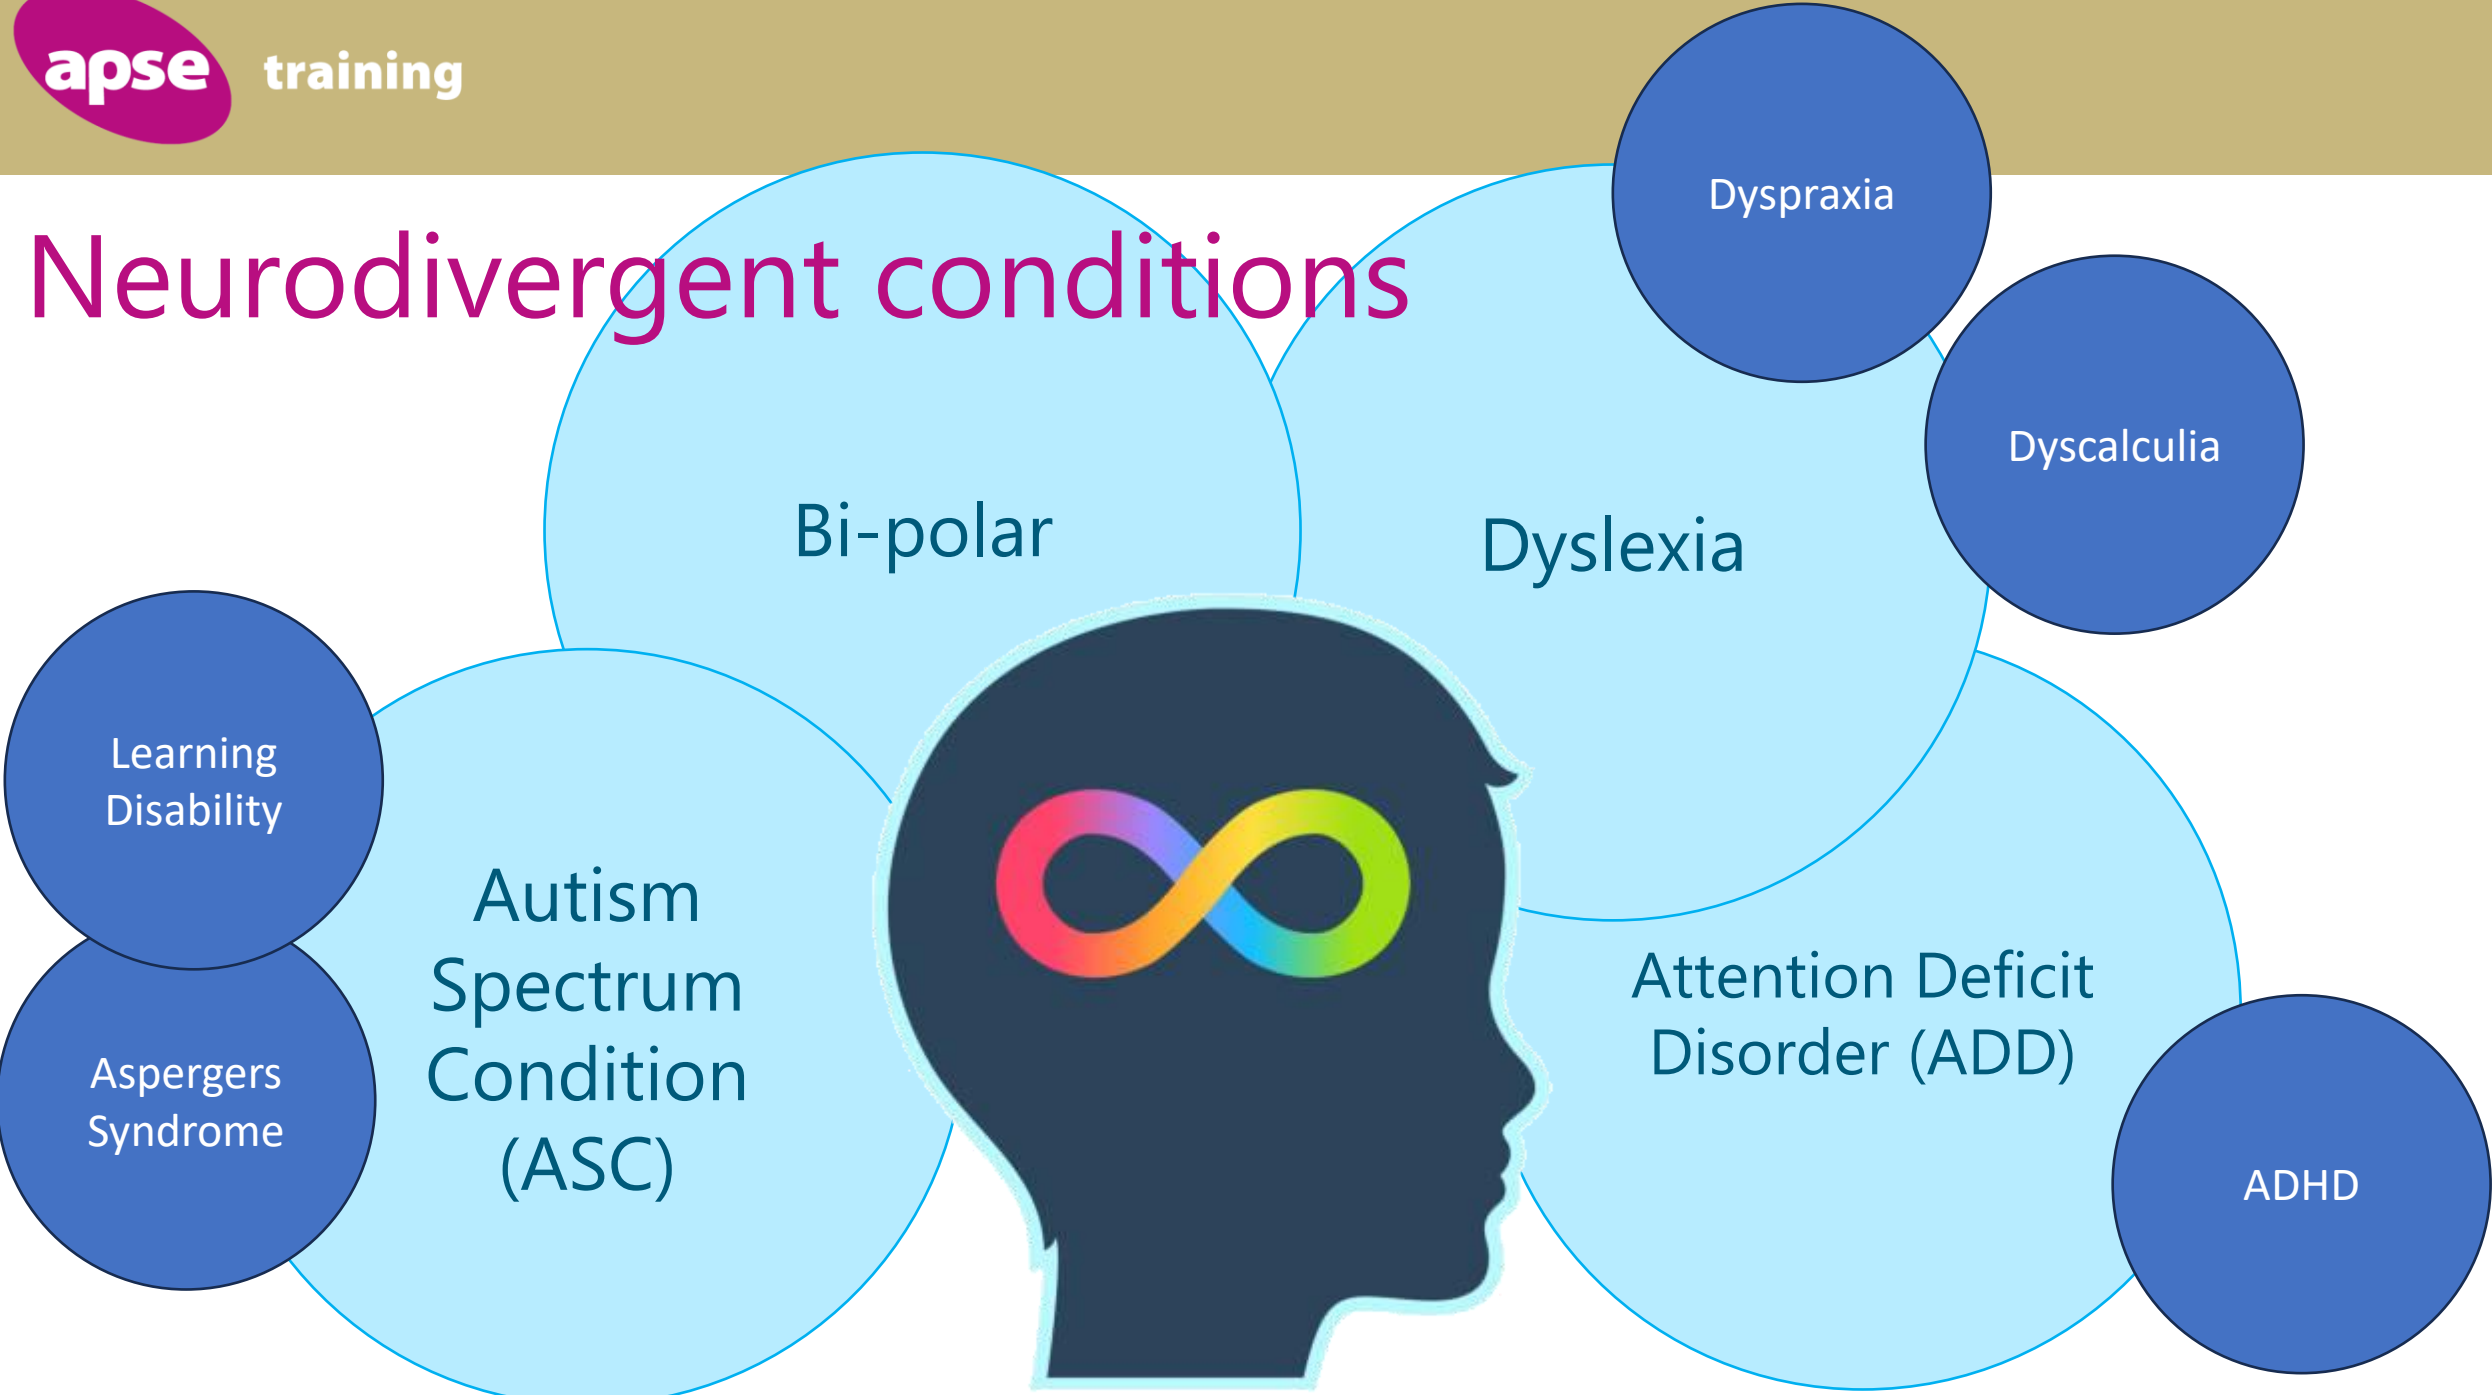 apse training
Neurodivergent conditions
Dyspraxia
Dyscalculia
Bi-polar
Dyslexia
Learning
Disability
Autism
Spectrum
Condition
(ASC)
Aspergers
Syndrome
Attention Deficit
Disorder (ADD)
ADHD